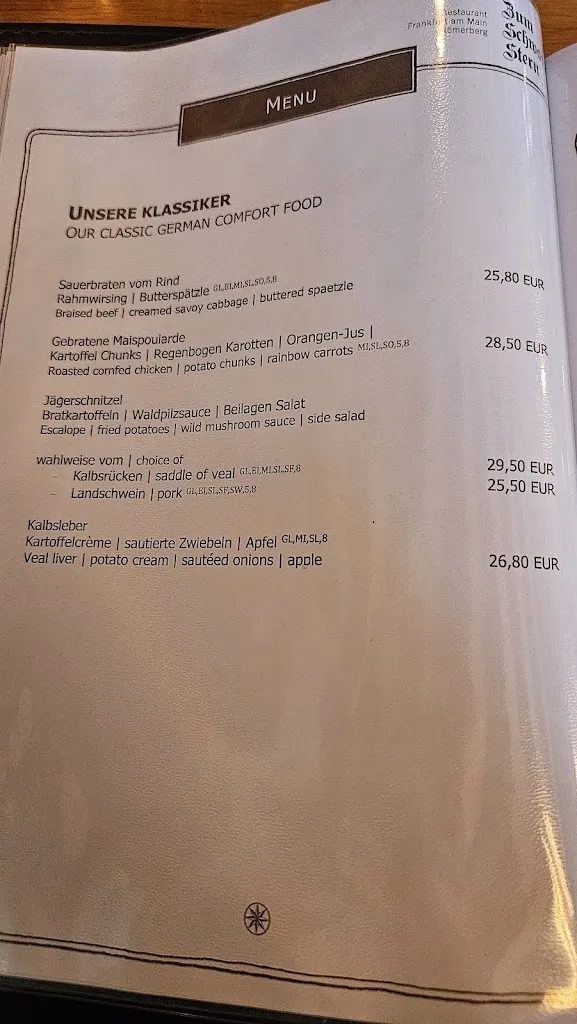 Restaurant
Frankfurt am Main
Römerberg
Zum
Schw
Stern
MENU
UNSERE KLASSIKER
OUR CLASSIC GERMAN COMFORT FOOD
Sauerbraten vom Rind
Rahmwirsing | Butterspätzle GL,EI,MI,SL,SO,5,8
Braised beef | creamed savoy cabbage | buttered spaetzle
25,80 EUR
Gebratene Maispoularde
Kartoffel Chunks | Regenbogen Karotten | Orangen-Jus |
Roasted cornfed chicken | potato chunks | rainbow carrots MI,SL,SO,5,8
28,50 EUR
Jägerschnitzel
Bratkartoffeln | Waldpilzsauce | Beilagen Salat
Escalope | fried potatoes | wild mushroom sauce | side salad
wahlweise vom | choice of
- Kalbsrücken | saddle of veal GL,EI,MI,SL,SF,8
29,50 EUR
- Landschwein | pork GL,EI,SL,SF,SW,5,8
25,50 EUR
Kalbsleber
Kartoffelcrème | sautierte Zwiebeln | Apfel GL,MI,SL,8
Veal liver | potato cream | sautéed onions | apple
26,80 EUR